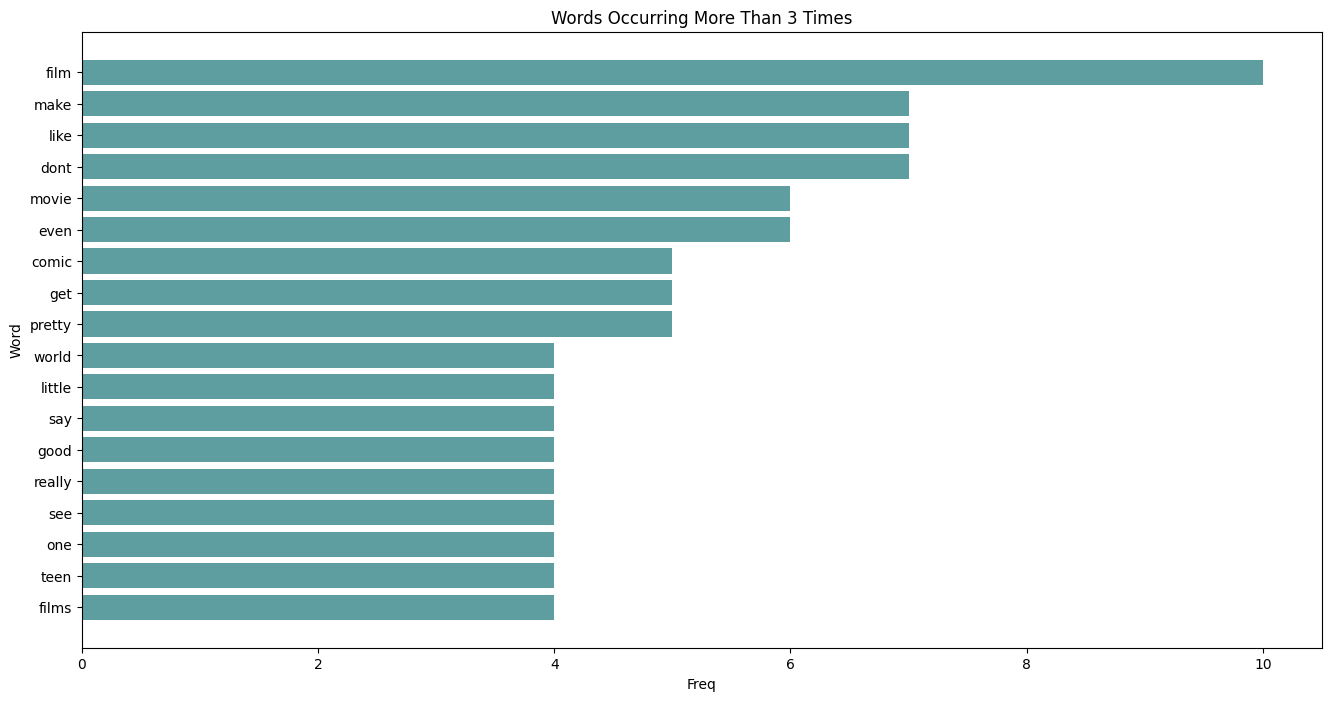 Words Occurring More Than 3 Times
film
make
like
dont
movie
even
comic
get
pretty
world
little
say
good
really
see
one
teen
films
Word
0 2 4 6 8 10
Freq